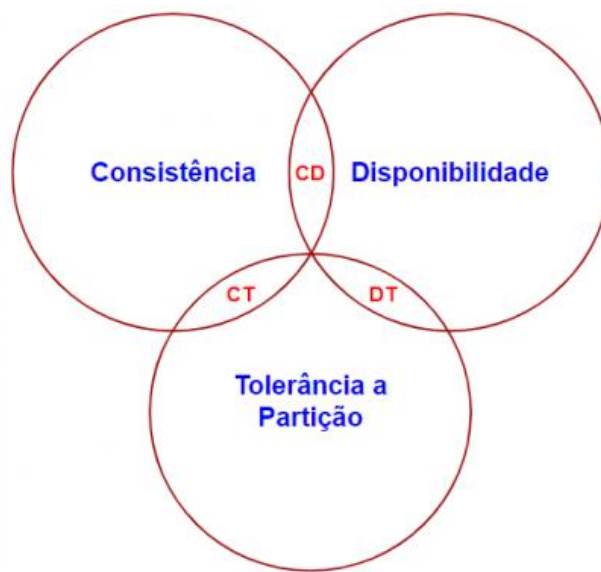 Consistência
CD
Disponibilidade
CT
DT
Tolerância a
Partição